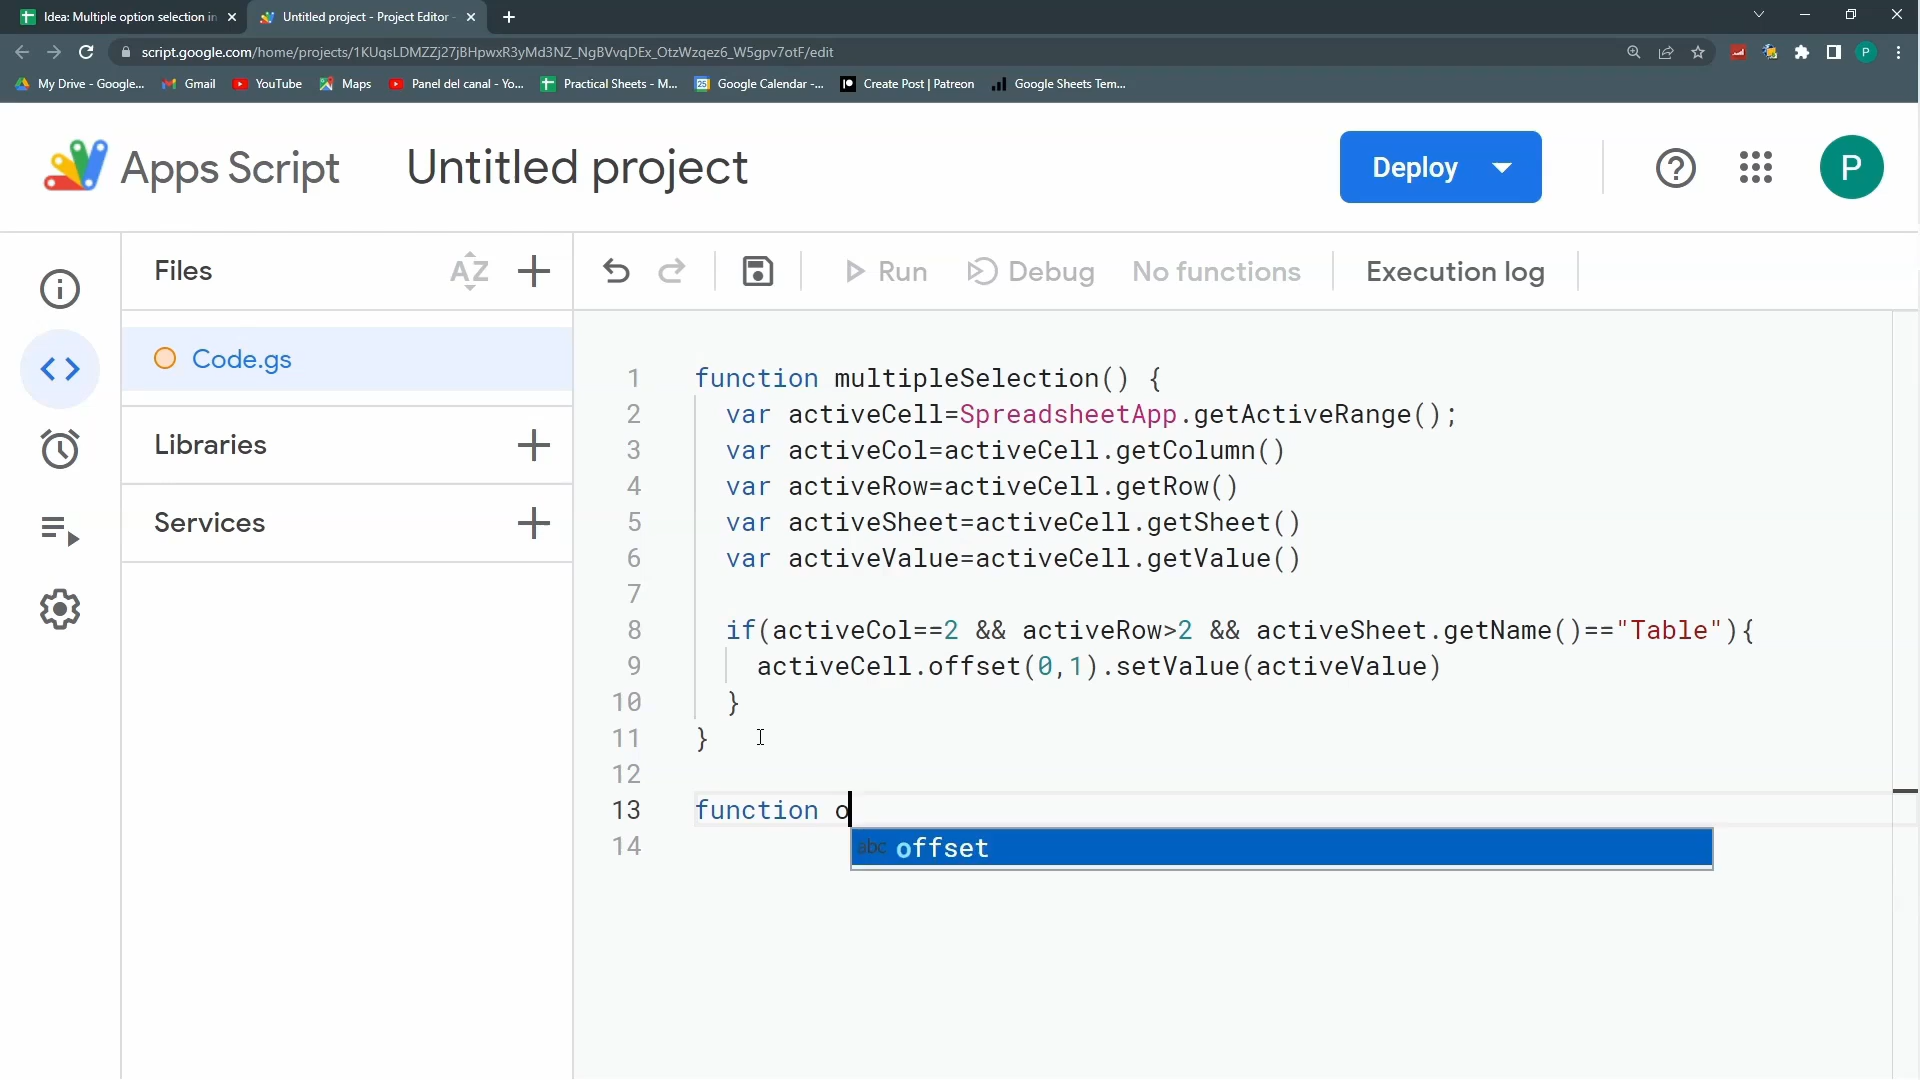 Idea: Multiple option selection in
Untitled project - Project Editor -
script.google.com/home/projects/1KUqsLDMZZj27jBHpwxR3yMd3NZ_NgBVvqDEx_OtzWzqez6_W5gpv7otF/edit
P
My Drive - Google...
Gmail
YouTube
Maps
Panel del canal - Yo...
Practical Sheets - M...
Google Calendar -...
Create Post | Patreon
Google Sheets Tem...
Apps Script
Untitled project
Deploy
P
Files
AZ
Run
Debug
No functions
Execution log
Code.gs
Libraries
Services
1 function multipleSelection() {
2 var activeCell=SpreadsheetApp.getActiveRange();
3 var activeCol=activeCell.getColumn()
4 var activeRow=activeCell.getRow()
5 var activeSheet=activeCell.getSheet()
6 var activeValue=activeCell.getValue()
7
8 if(activeCol==2 && activeRow>2 && activeSheet.getName()=="Table"){
9 activeCell.offset(0,1).setValue(activeValue)
10 }
11 }
12
13 function o
abc offset
14